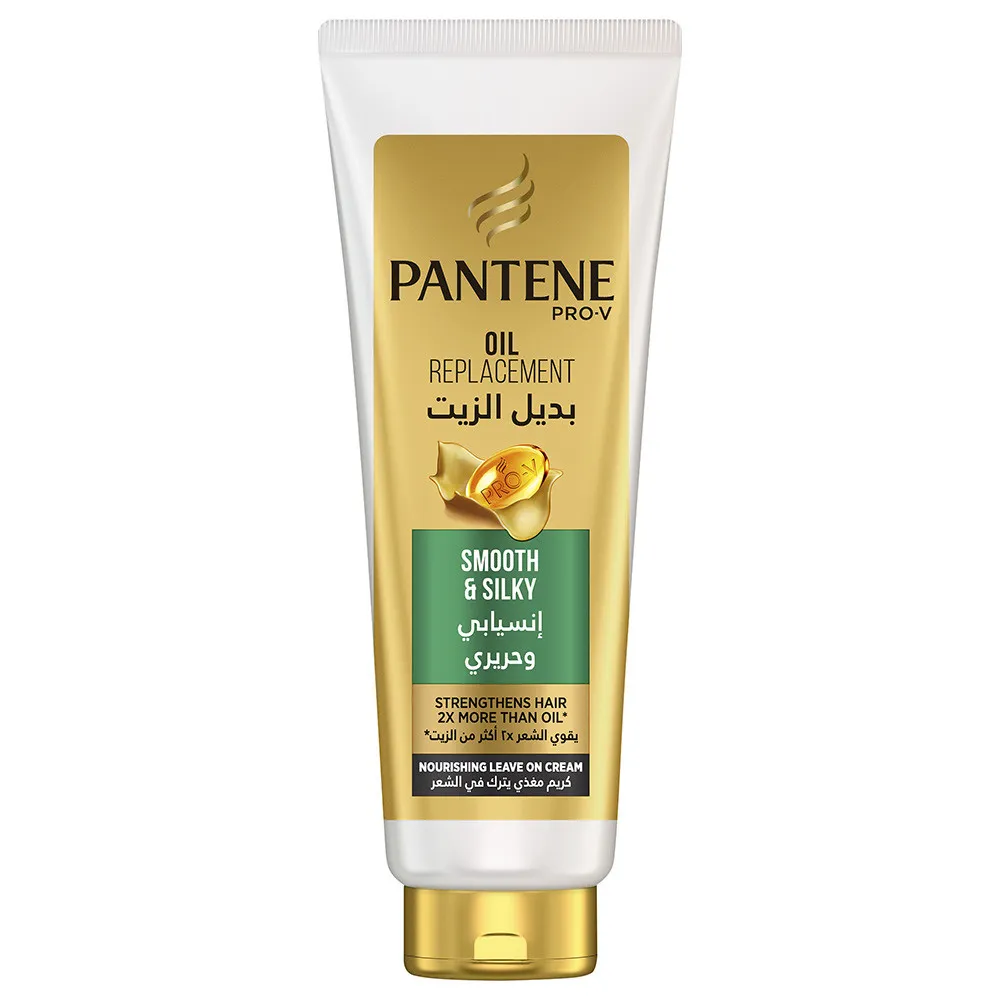 PANTENE
PRO-V
OIL
REPLACEMENT
بديل الزيت
PRO-V
SMOOTH
& SILKY
إنسيابي
وحريري
STRENGTHENS HAIR
2X MORE THAN OIL*
يقوي الشعر ٢x أكثر من الزيت*
NOURISHING LEAVE ON CREAM
كريم مغذي يترك في الشعر